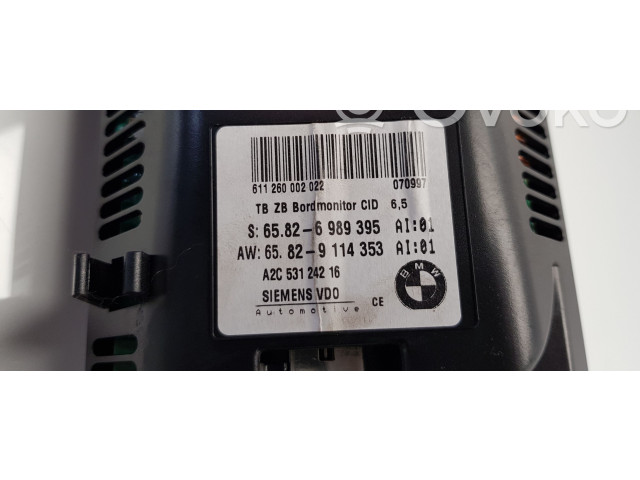 Ovoko
611 260 002 022 070997
TB ZB Bordmonitor CID 6,5
S: 65.82-6 989 395 AI:01
AW: 65.82-9 114 353 AI:01
A2C 531 242 16
SIEMENS VDO CE
Automotive
BMW